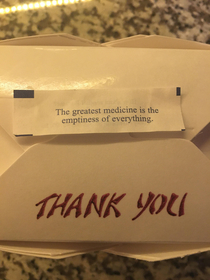 The greatest medicine is the
emptiness of everything.
THANK YOU